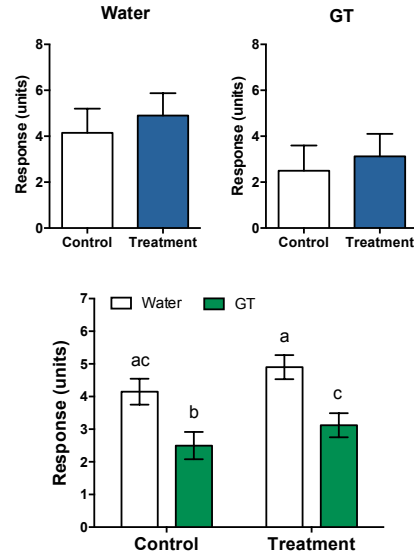 Water
Response (units)
8
6
4
2
0
Control Treatment
GT
Response (units)
8
6
4
2
0
Control Treatment
Water GT
Response (units)
7
6
5
4
3
2
1
0
ac
b
a
c
Control Treatment